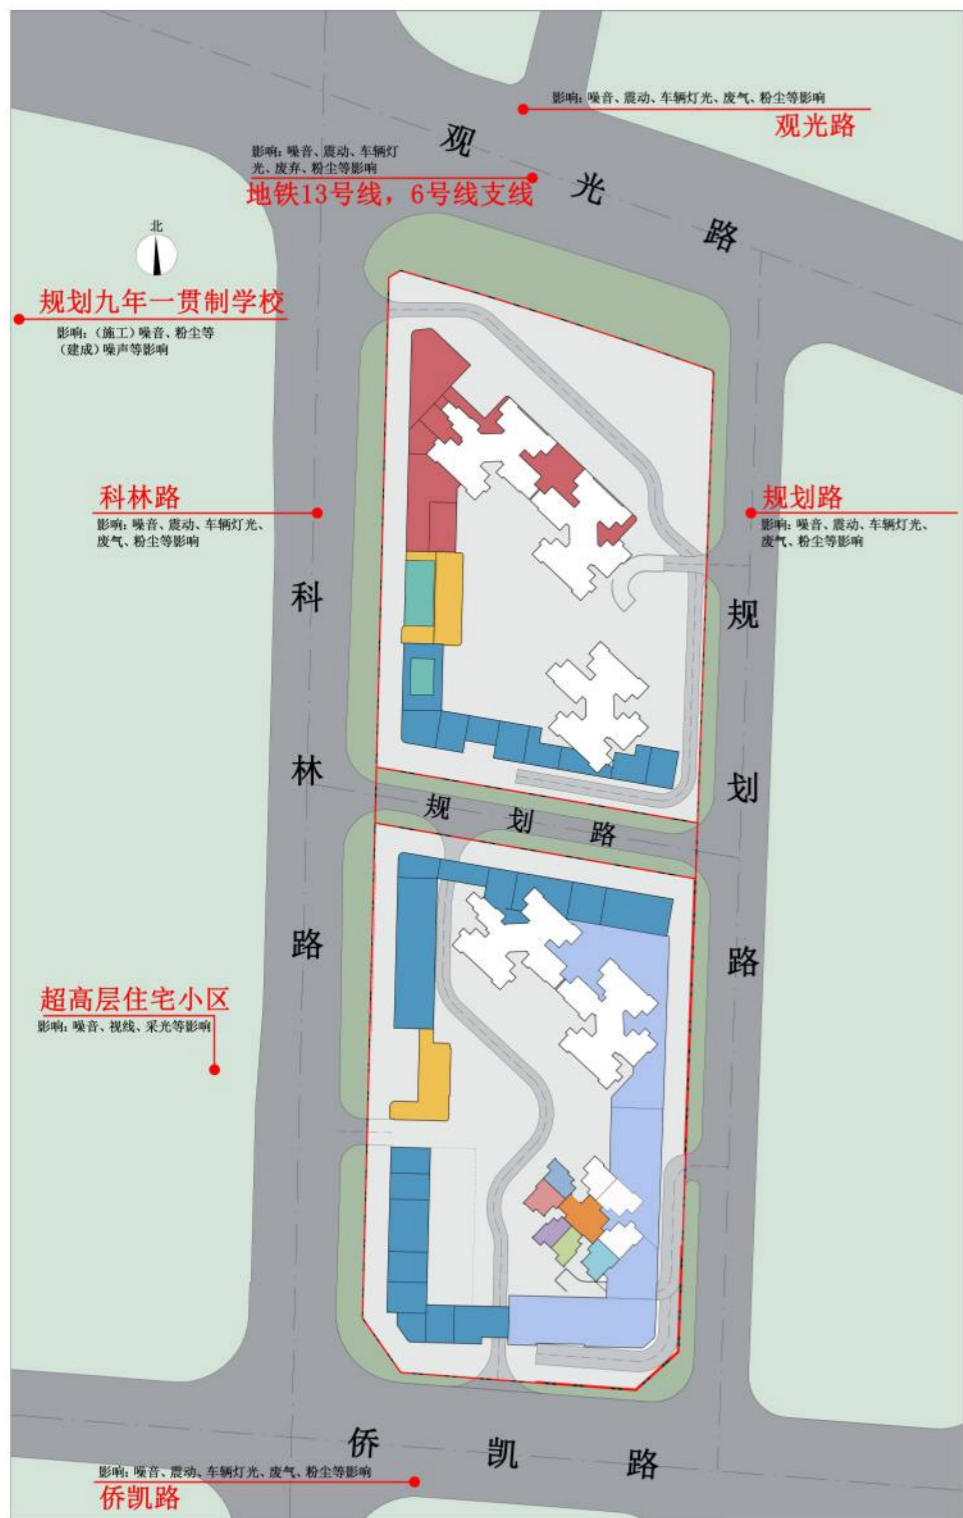 影响：噪音、震动、车辆灯光、废气、粉尘等影响
观光路
观光路
影响：噪音、震动、车辆灯
光、废弃、粉尘等影响
地铁13号线，6号线支线
北
规划九年一贯制学校
影响：（施工）噪音、粉尘等
（建成）噪声等影响
科林路
影响：噪音、震动、车辆灯光、
废气、粉尘等影响
规划路
影响：噪音、震动、车辆灯光、
废气、粉尘等影响
科林路
规划路
规划路
超高层住宅小区
影响：噪音、视线、采光等影响
侨凯路
影响：噪音、震动、车辆灯光、废气、粉尘等影响
侨凯路